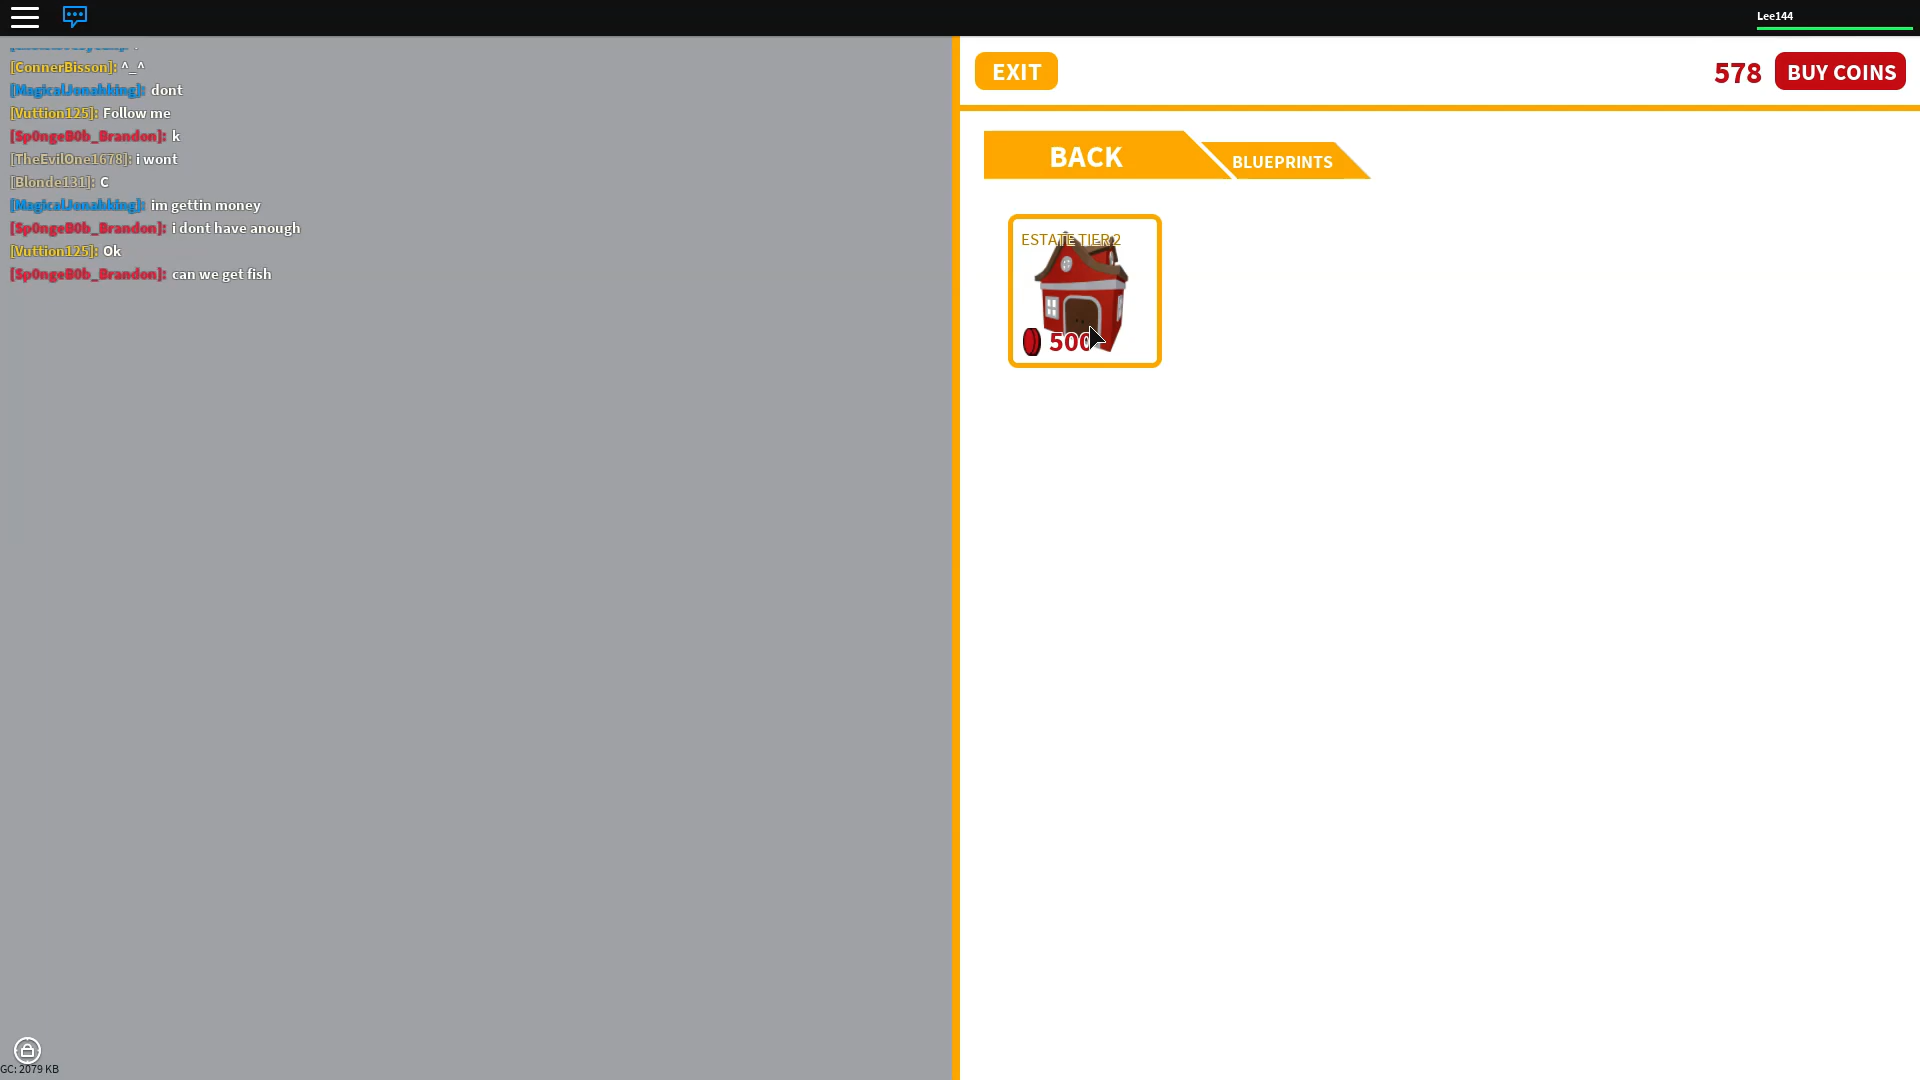 Lee144
[ConnerBisson]: ^_^
[MagicalJonahking]: dont
[Vuttion125]: Follow me
[Sp0ngeB0b_Brandon]: k
[TheEvilOne1678]: i wont
[Blonde131]: C
[MagicalJonahking]: im gettin money
[Sp0ngeB0b_Brandon]: i dont have anough
[Vuttion125]: Ok
[Sp0ngeB0b_Brandon]: can we get fish
GC: 2079 KB
EXIT
578
BUY COINS
BACK
BLUEPRINTS
ESTATE TIER 2
500